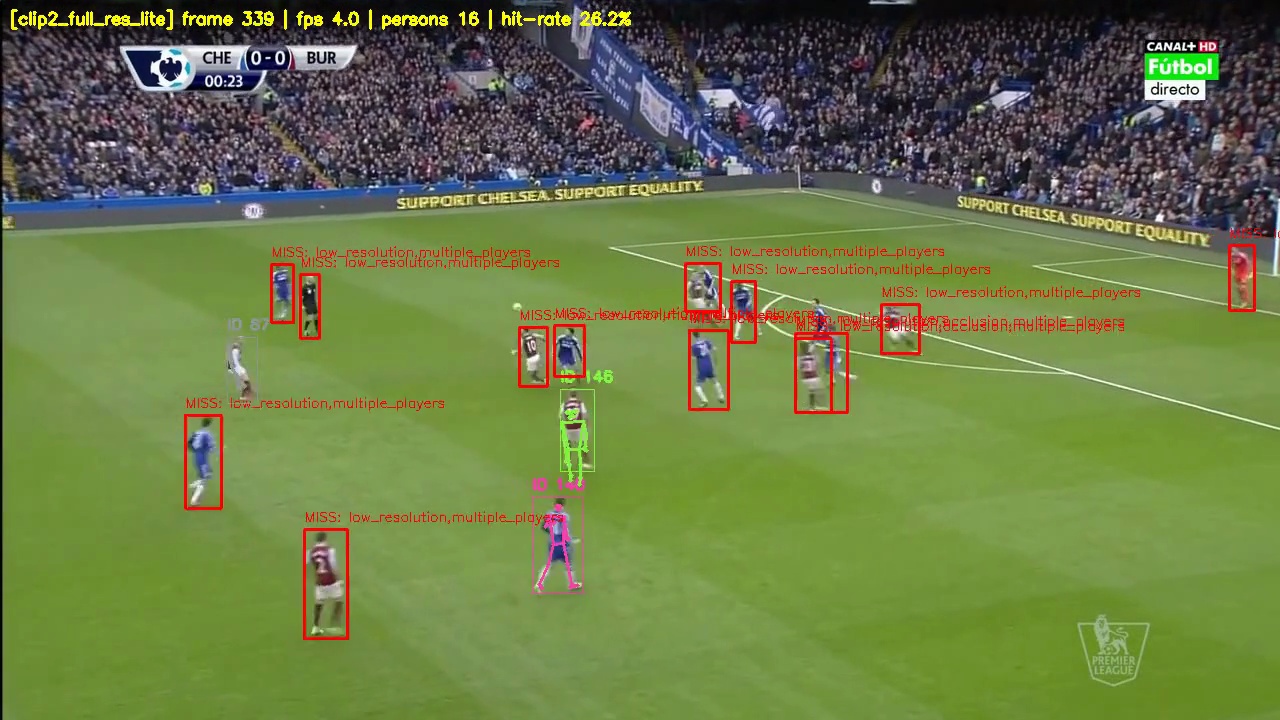 [clip2_full_res_lite] frame 339 | fps 4.0 | persons 16 | hit-rate 26.2%
CHE 0-0 BUR
00:23
CANAL+ HD
Fútbol
directo
SUPPORT CHELSEA. SUPPORT EQUALITY.
SUPPORT CHELSEA. SUPPORT EQUALITY.
MISS:
MISS: low_resolution,multiple_players
MISS: low_resolution,multiple_players
MISS: low_resolution,multiple_players
MISS: low_resolution,multiple_players
MISS: low_resolution,multiple_players
ID 87
10
ID 146
MISS: low_resolution,multiple_players
MISS: low_resolution,multiple_players
PREMIER
LEAGUE